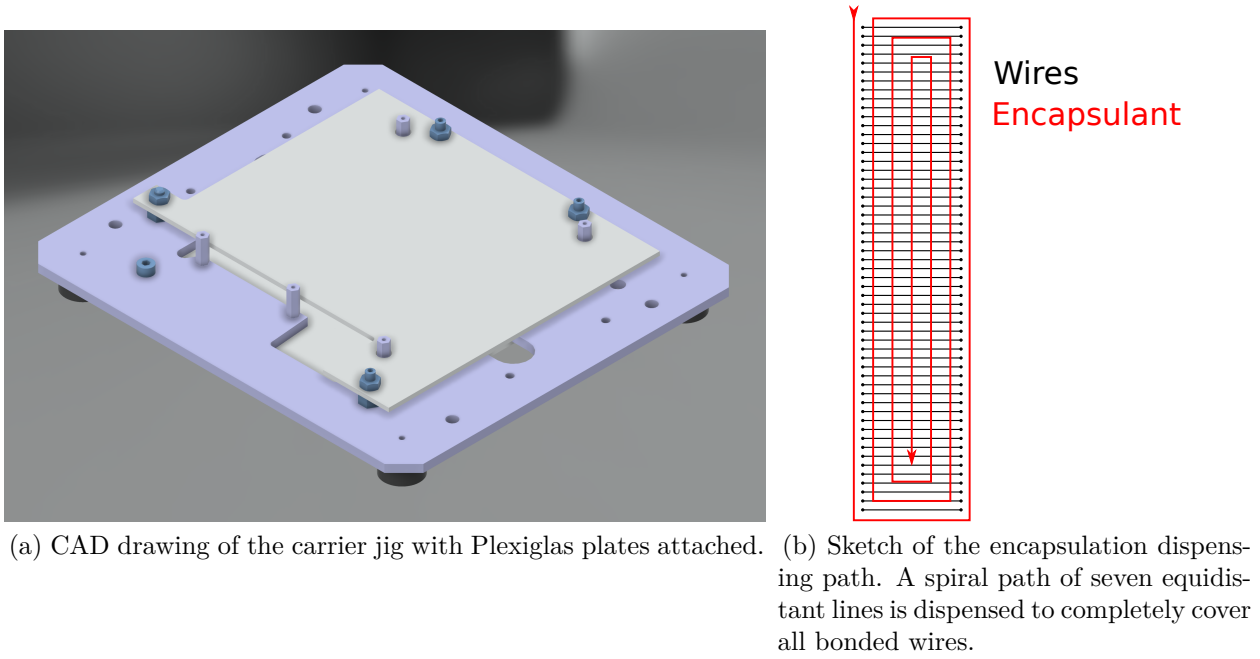 Wires
Encapsulant
(a) CAD drawing of the carrier jig with Plexiglas plates attached.
(b) Sketch of the encapsulation dispens-
ing path. A spiral path of seven equidis-
tant lines is dispensed to completely cover
all bonded wires.